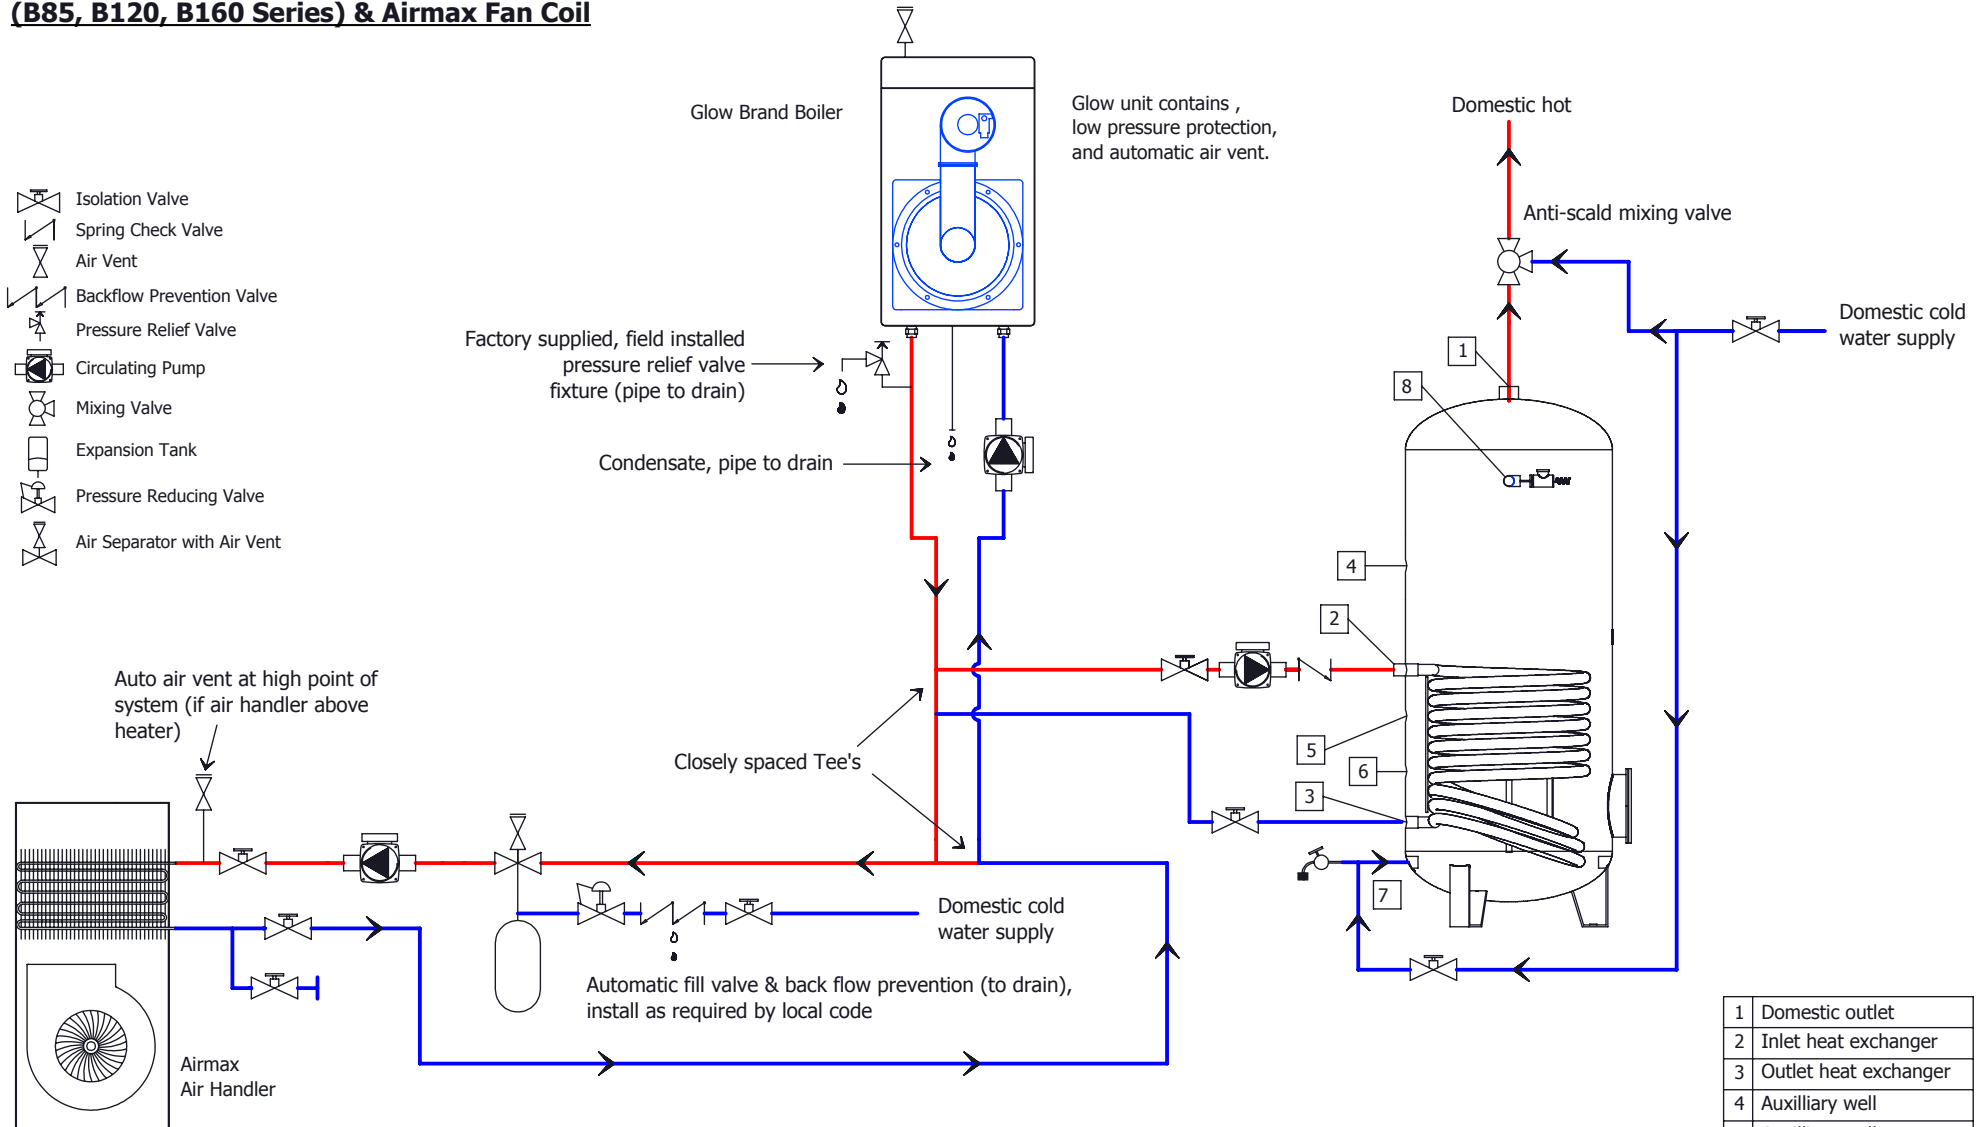 (B85, B120, B160 Series) & Airmax Fan Coil
Glow Brand Boiler
Glow unit contains ,
low pressure protection,
and automatic air vent.
Domestic hot
Anti-scald mixing valve
Domestic cold
water supply
Isolation Valve
Spring Check Valve
Air Vent
Backflow Prevention Valve
Pressure Relief Valve
Circulating Pump
Mixing Valve
Expansion Tank
Pressure Reducing Valve
Air Separator with Air Vent
Factory supplied, field installed
pressure relief valve
fixture (pipe to drain)
Condensate, pipe to drain
1
8
4
2
5
6
3
7
Auto air vent at high point of
system (if air handler above
heater)
Closely spaced Tee's
Domestic cold
water supply
Automatic fill valve & back flow prevention (to drain),
install as required by local code
Airmax
Air Handler
1 Domestic outlet
2 Inlet heat exchanger
3 Outlet heat exchanger
4 Auxilliary well